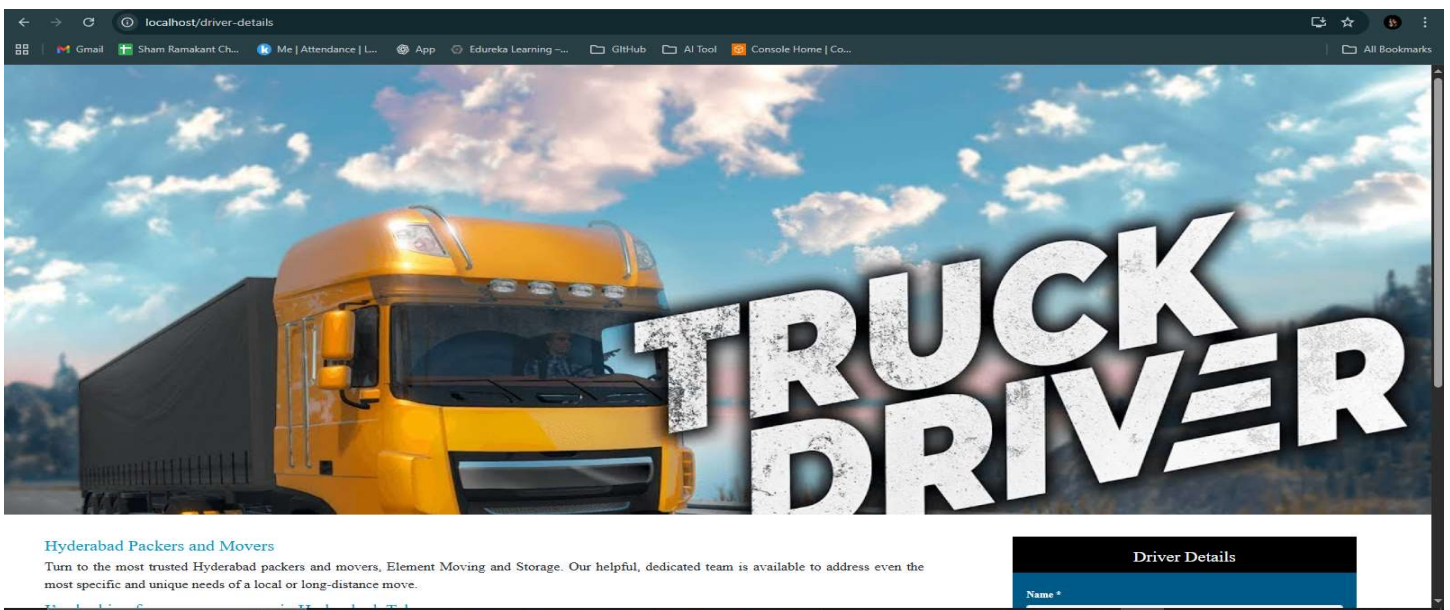 localhost/driver-details
Gmail Sham Ramakant Ch... Me | Attendance | L... App Edureka Learning –... GItHub AI Tool Console Home | Co... All Bookmarks
TRUCK
DRIVER
Hyderabad Packers and Movers
Turn to the most trusted Hyderabad packers and movers, Element Moving and Storage. Our helpful, dedicated team is available to address even the
most specific and unique needs of a local or long-distance move.
Driver Details
Name *